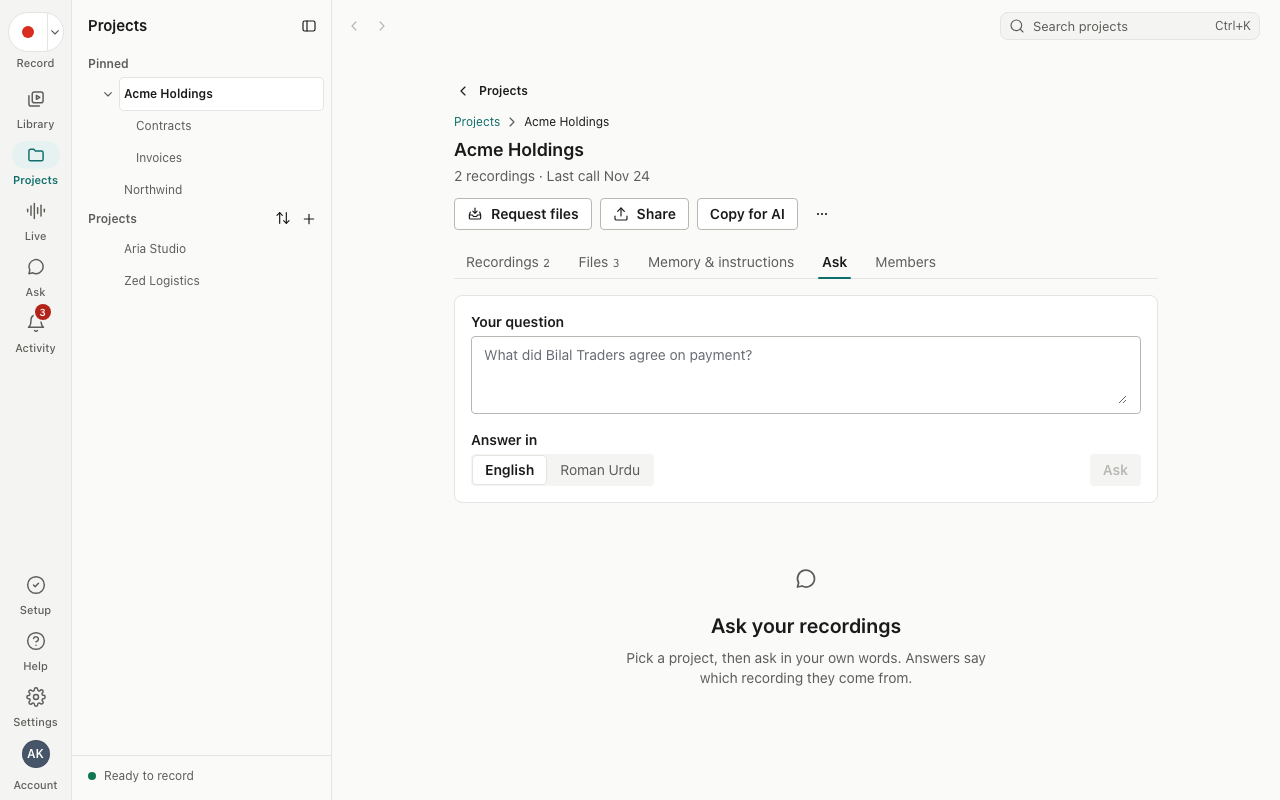 Record
Library
Projects
Live
Ask
3
Activity
Setup
Help
Settings
AK
Account
Projects
Pinned
Acme Holdings
Contracts
Invoices
Northwind
Projects
Aria Studio
Zed Logistics
Ready to record
Search projects Ctrl+K
Projects
Projects Acme Holdings
Acme Holdings
2 recordings · Last call Nov 24
Request files Share Copy for AI
Recordings 2 Files 3 Memory & instructions Ask Members
Your question
What did Bilal Traders agree on payment?
Answer in
English Roman Urdu Ask
Ask your recordings
Pick a project, then ask in your own words. Answers say
which recording they come from.